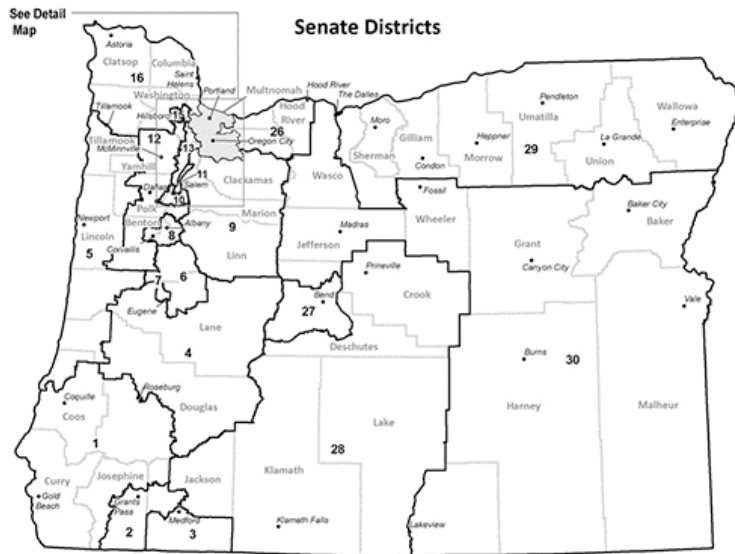 See Detail
Map
Senate Districts
Astoria
Clatsop
Columbia
16
Saint
Helens
Portland
Washington
Multnomah
Hood River
The Dalles
Tillamook
Hillsboro
15
Hood
River
26
Oregon City
Tillamook
12
McMinnville
Yamhill
13
11
Clackamas
Salem
10
Polk
Marion
Newport
Lincoln
5
Benton
Corvallis
Albany
8
9
Linn
7
6
Eugene
Lane
4
Moro
Sherman
Gilliam
Condon
Heppner
Morrow
Pendleton
Umatilla
29
La Grande
Union
Wallowa
Enterprise
Wasco
Fossil
Wheeler
Madras
Jefferson
Prineville
Crook
Bend
27
Deschutes
Grant
Canyon City
Baker City
Baker
Vale
Burns
30
Harney
Malheur
Roseburg
Douglas
Coquille
Coos
1
Curry
Gold
Beach
Josephine
Grants
Pass
2
Jackson
Medford
3
Klamath
Klamath Falls
Lake
28
Lakeview